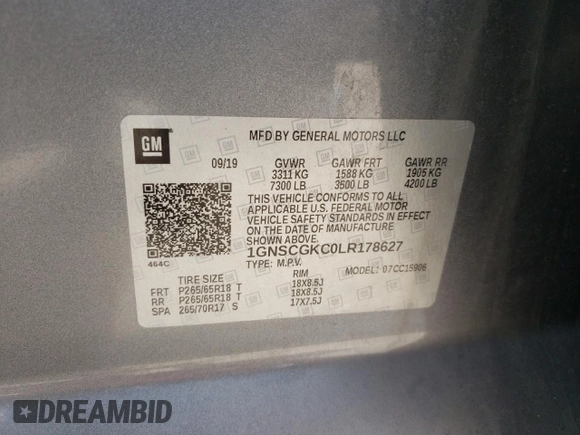 GM
MFD BY GENERAL MOTORS LLC
09/19 GVWR GAWR FRT GAWR RR
3311 KG 1588 KG 1905 KG
7300 LB 3500 LB 4200 LB
THIS VEHICLE CONFORMS TO ALL
APPLICABLE U.S. FEDERAL MOTOR
VEHICLE SAFETY STANDARDS IN EFFECT ON
THE DATE OF MANUFACTURE SHOWN ABOVE.
1GNSCGKC0LR178627
464C
TYPE: M.P.V. MODEL: 07CC15906
TIRE SIZE RIM
FRT P265/65R18 T 18X8.5J
RR P265/65R18 T 18X8.5J
SPA 265/70R17 S 17X7.5J
#DREAMBID